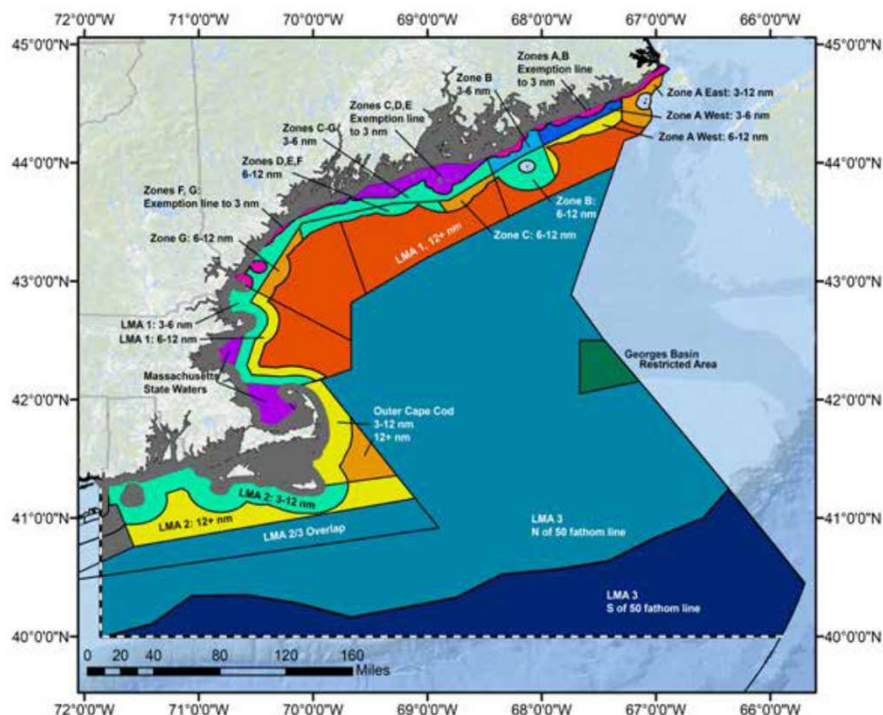 72°0'0"W 71°0'0"W 70°0'0"W 69°0'0"W 68°0'0"W 67°0'0"W 66°0'0"W
45°0'0"N 45°0'0"N
Zones A,B
Exemption line
to 3 nm
Zone B
3-6 nm
Zone A East: 3-12 nm
Zone A West: 3-6 nm
Zone A West: 6-12 nm
Zones C,D,E
Exemption line
to 3 nm
Zones C-G
3-6 nm
44°0'0"N 44°0'0"N
Zones D,E,F
6-12 nm
Zones F, G:
Exemption line to 3 nm
Zone B:
6-12 nm
Zone G: 6-12 nm
LMA 1, 12+ nm
Zone C: 6-12 nm
43°0'0"N 43°0'0"N
LMA 1: 3-6 nm
LMA 1: 6-12 nm
Georges Basin
Restricted Area
Massachusetts
State Waters
42°0'0"N 42°0'0"N
Outer Cape Cod
3-12 nm
12+ nm
LMA 2: 3-12 nm
LMA 2: 12+ nm
41°0'0"N 41°0'0"N
LMA 2/3 Overlap
LMA 3
N of 50 fathom line
LMA 3
S of 50 fathom line
40°0'0"N 40°0'0"N
0 20 40 80 120 160
Miles
72°0'0"W 71°0'0"W 70°0'0"W 69°0'0"W 68°0'0"W 67°0'0"W 66°0'0"W